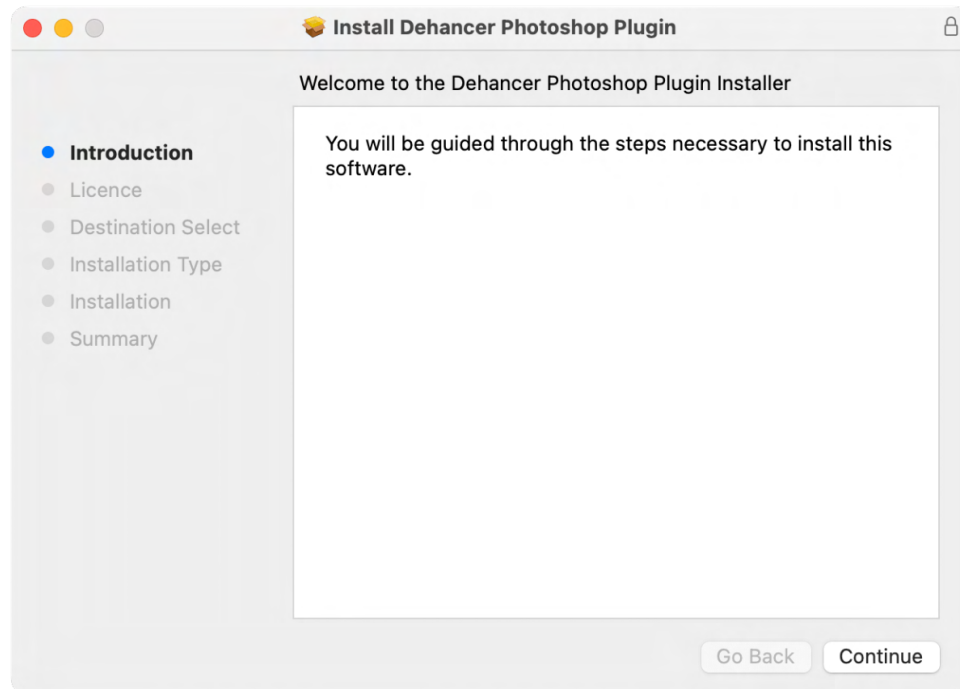 Install Dehancer Photoshop Plugin
Welcome to the Dehancer Photoshop Plugin Installer
Introduction
Licence
Destination Select
Installation Type
Installation
Summary
You will be guided through the steps necessary to install this
software.
Go Back
Continue